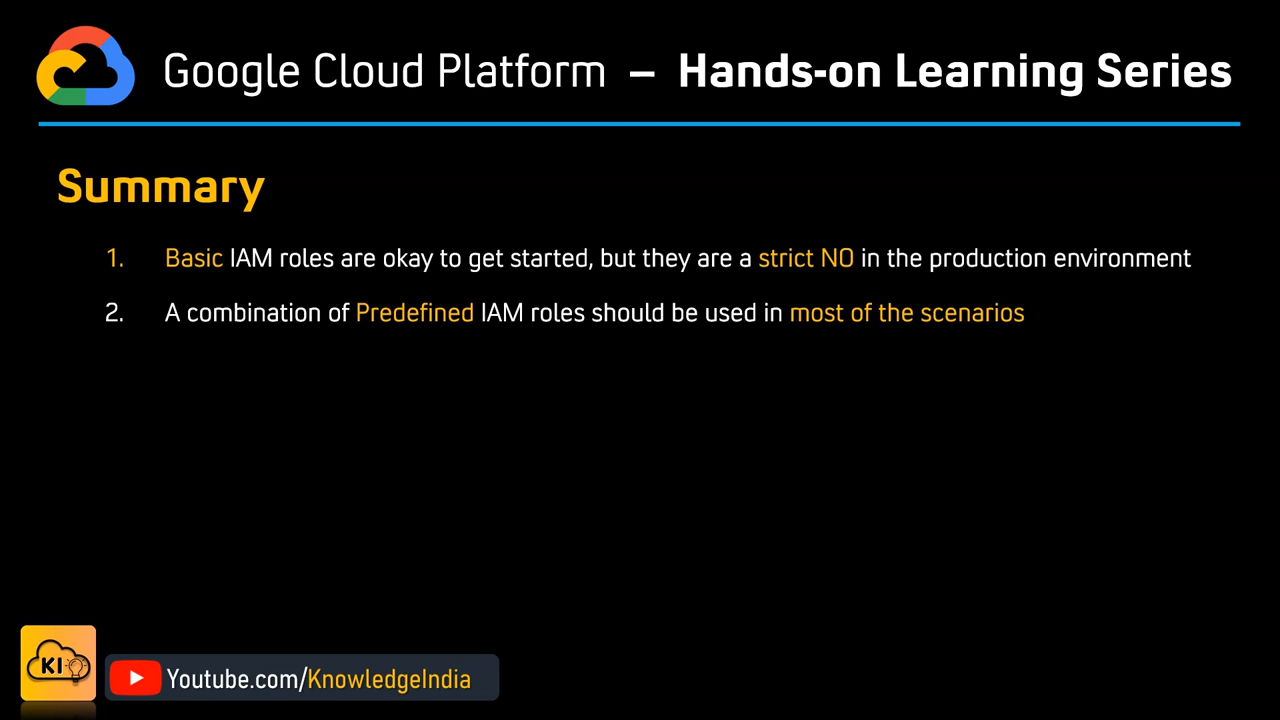 Google Cloud Platform – Hands-on Learning Series
Summary
1. Basic IAM roles are okay to get started, but they are a strict NO in the production environment
2. A combination of Predefined IAM roles should be used in most of the scenarios
KI
Youtube.com/KnowledgeIndia